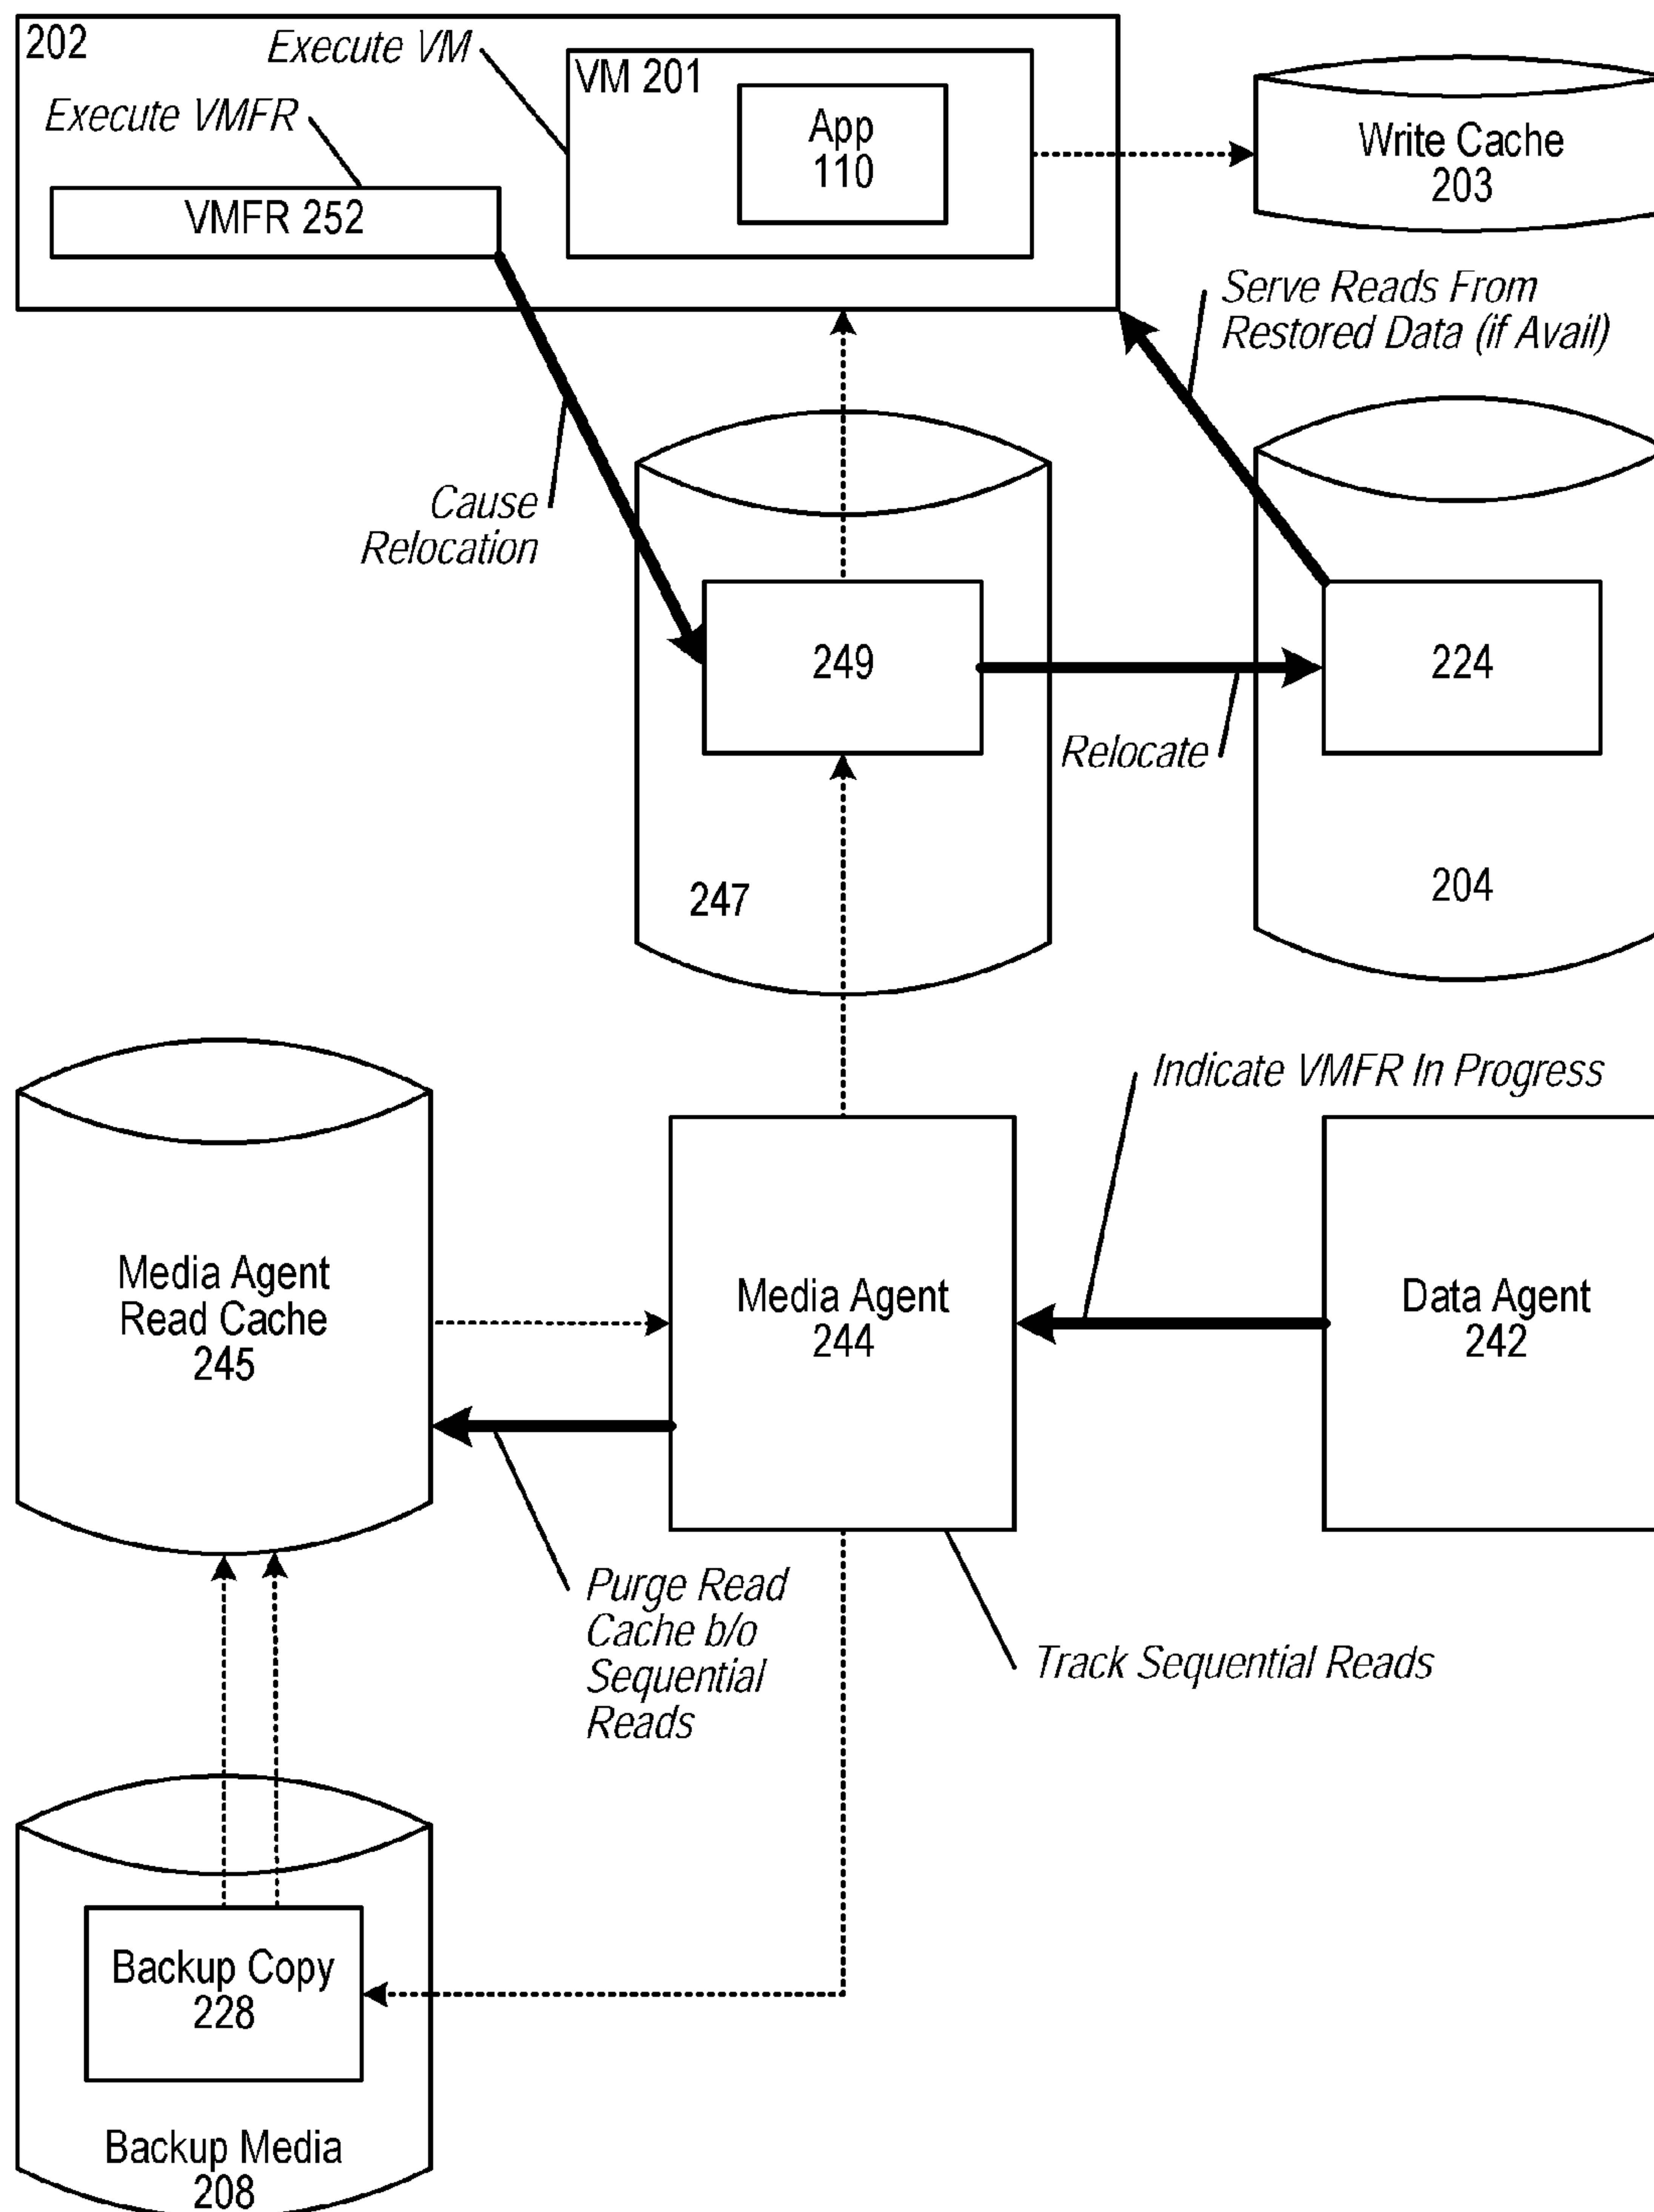 202
Execute VM
VM 201
Execute VMFR
App
110
Write Cache
203
VMFR 252
Serve Reads From
Restored Data (if Avail)
Cause
Relocation
249
224
Relocate
247
204
Indicate VMFR In Progress
Media Agent
Read Cache
245
Media Agent
244
Data Agent
242
Purge Read
Cache b/o
Sequential
Reads
Track Sequential Reads
Backup Copy
228
Backup Media
208